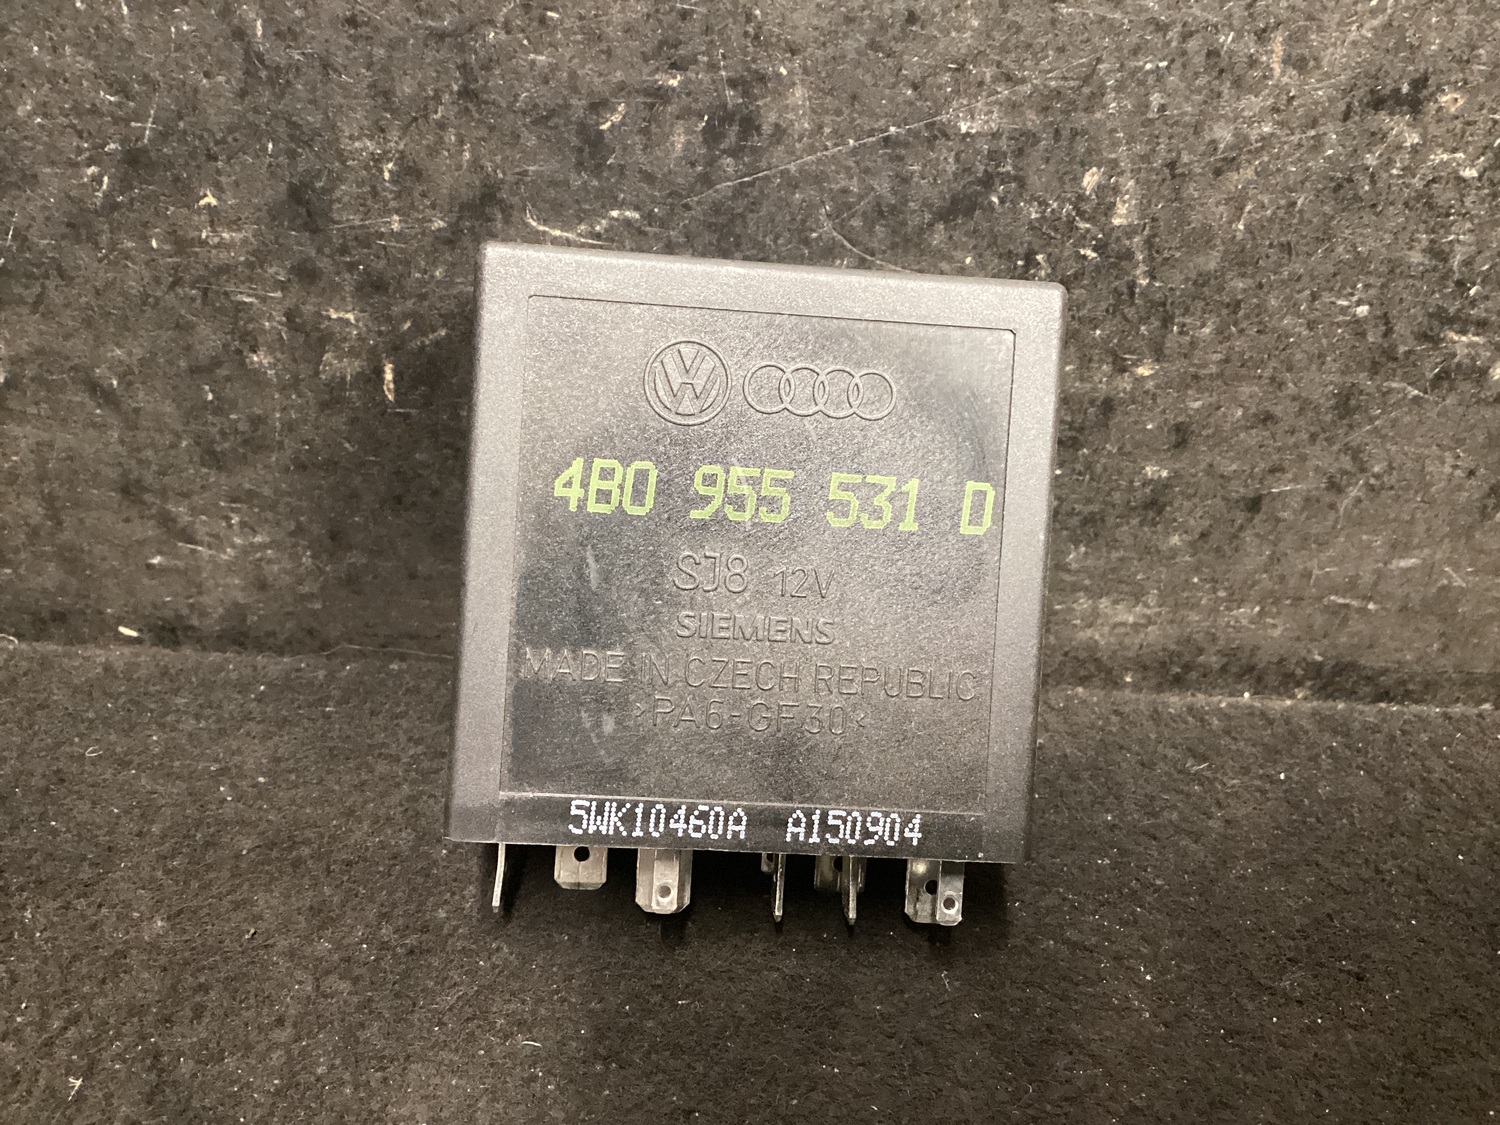 4B0 955 531 D
SJ8 12V
SIEMENS
MADE IN CZECH REPUBLIC
>PA6-GF30<
5WK10460A A150904